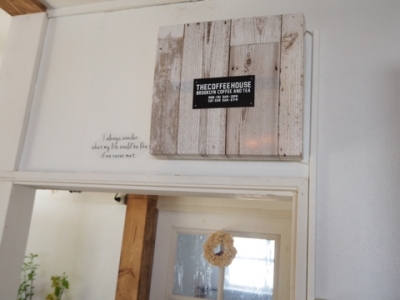 THECOFFEEHOUSE
BROOKLYN COFFEE AND TEA
I always wonder
what my life would be like
if we never met.